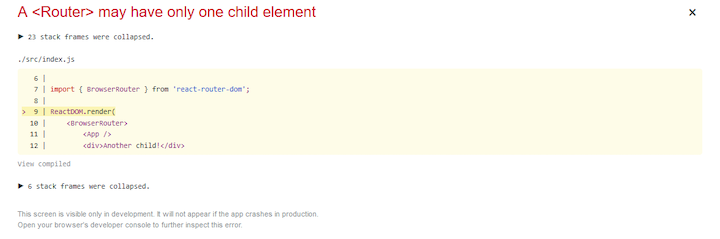 A <Router> may have only one child element
×
▶ 23 stack frames were collapsed.
./src/index.js
6 |
7 | import { BrowserRouter } from 'react-router-dom';
8 |
> 9 | ReactDOM.render(
10 |     <BrowserRouter>
11 |         <App />
12 |         <div>Another child!</div>
View compiled
▶ 6 stack frames were collapsed.
This screen is visible only in development. It will not appear if the app crashes in production.
Open your browser's developer console to further inspect this error.